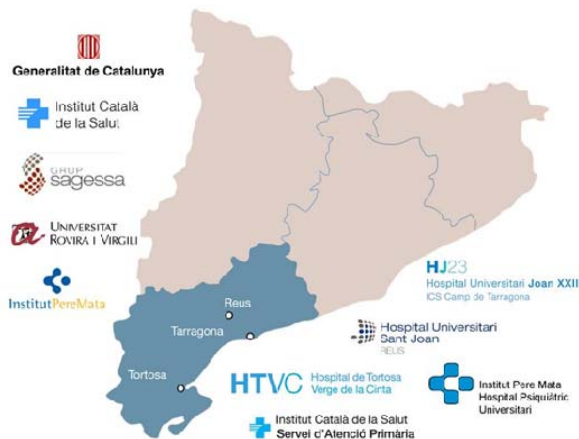 Generalitat de Catalunya
Institut Català
de la Salut
GRUP
sagessa
UNIVERSITAT
ROVIRA I VIRGILI
InstitutPereMata
Reus
Tarragona
Tortosa
HJ23
Hospital Universitari Joan XXIII
ICS Camp de Tarragona
Hospital Universitari
Sant Joan
REUS
HTVC
Hospital de Tortosa
Verge de la Cinta
Institut Pere Mata
Hospital Psiquiàtric
Universitari
Institut Català de la Salut
Servei d'Atenció Primària